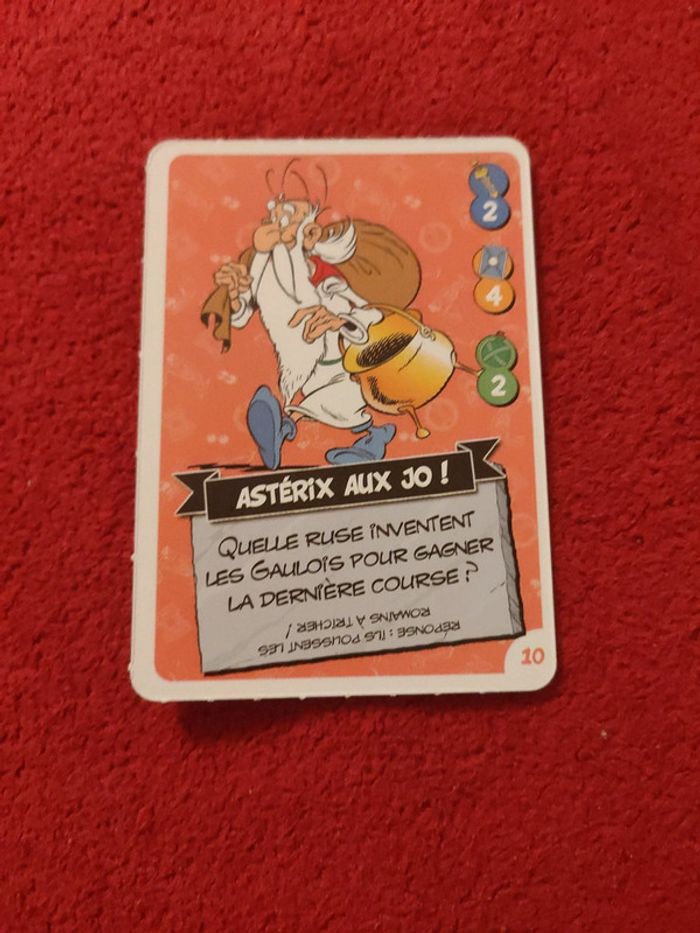 2
4
2
ASTÉRIX AUX JO !
QUELLE RUSE INVENTENT
LES GAULOIS POUR GAGNER
LA DERNIÈRE COURSE ?
RÉPONSE : ILS POUSSENT LES
ROMAINS À TRICHER !
10